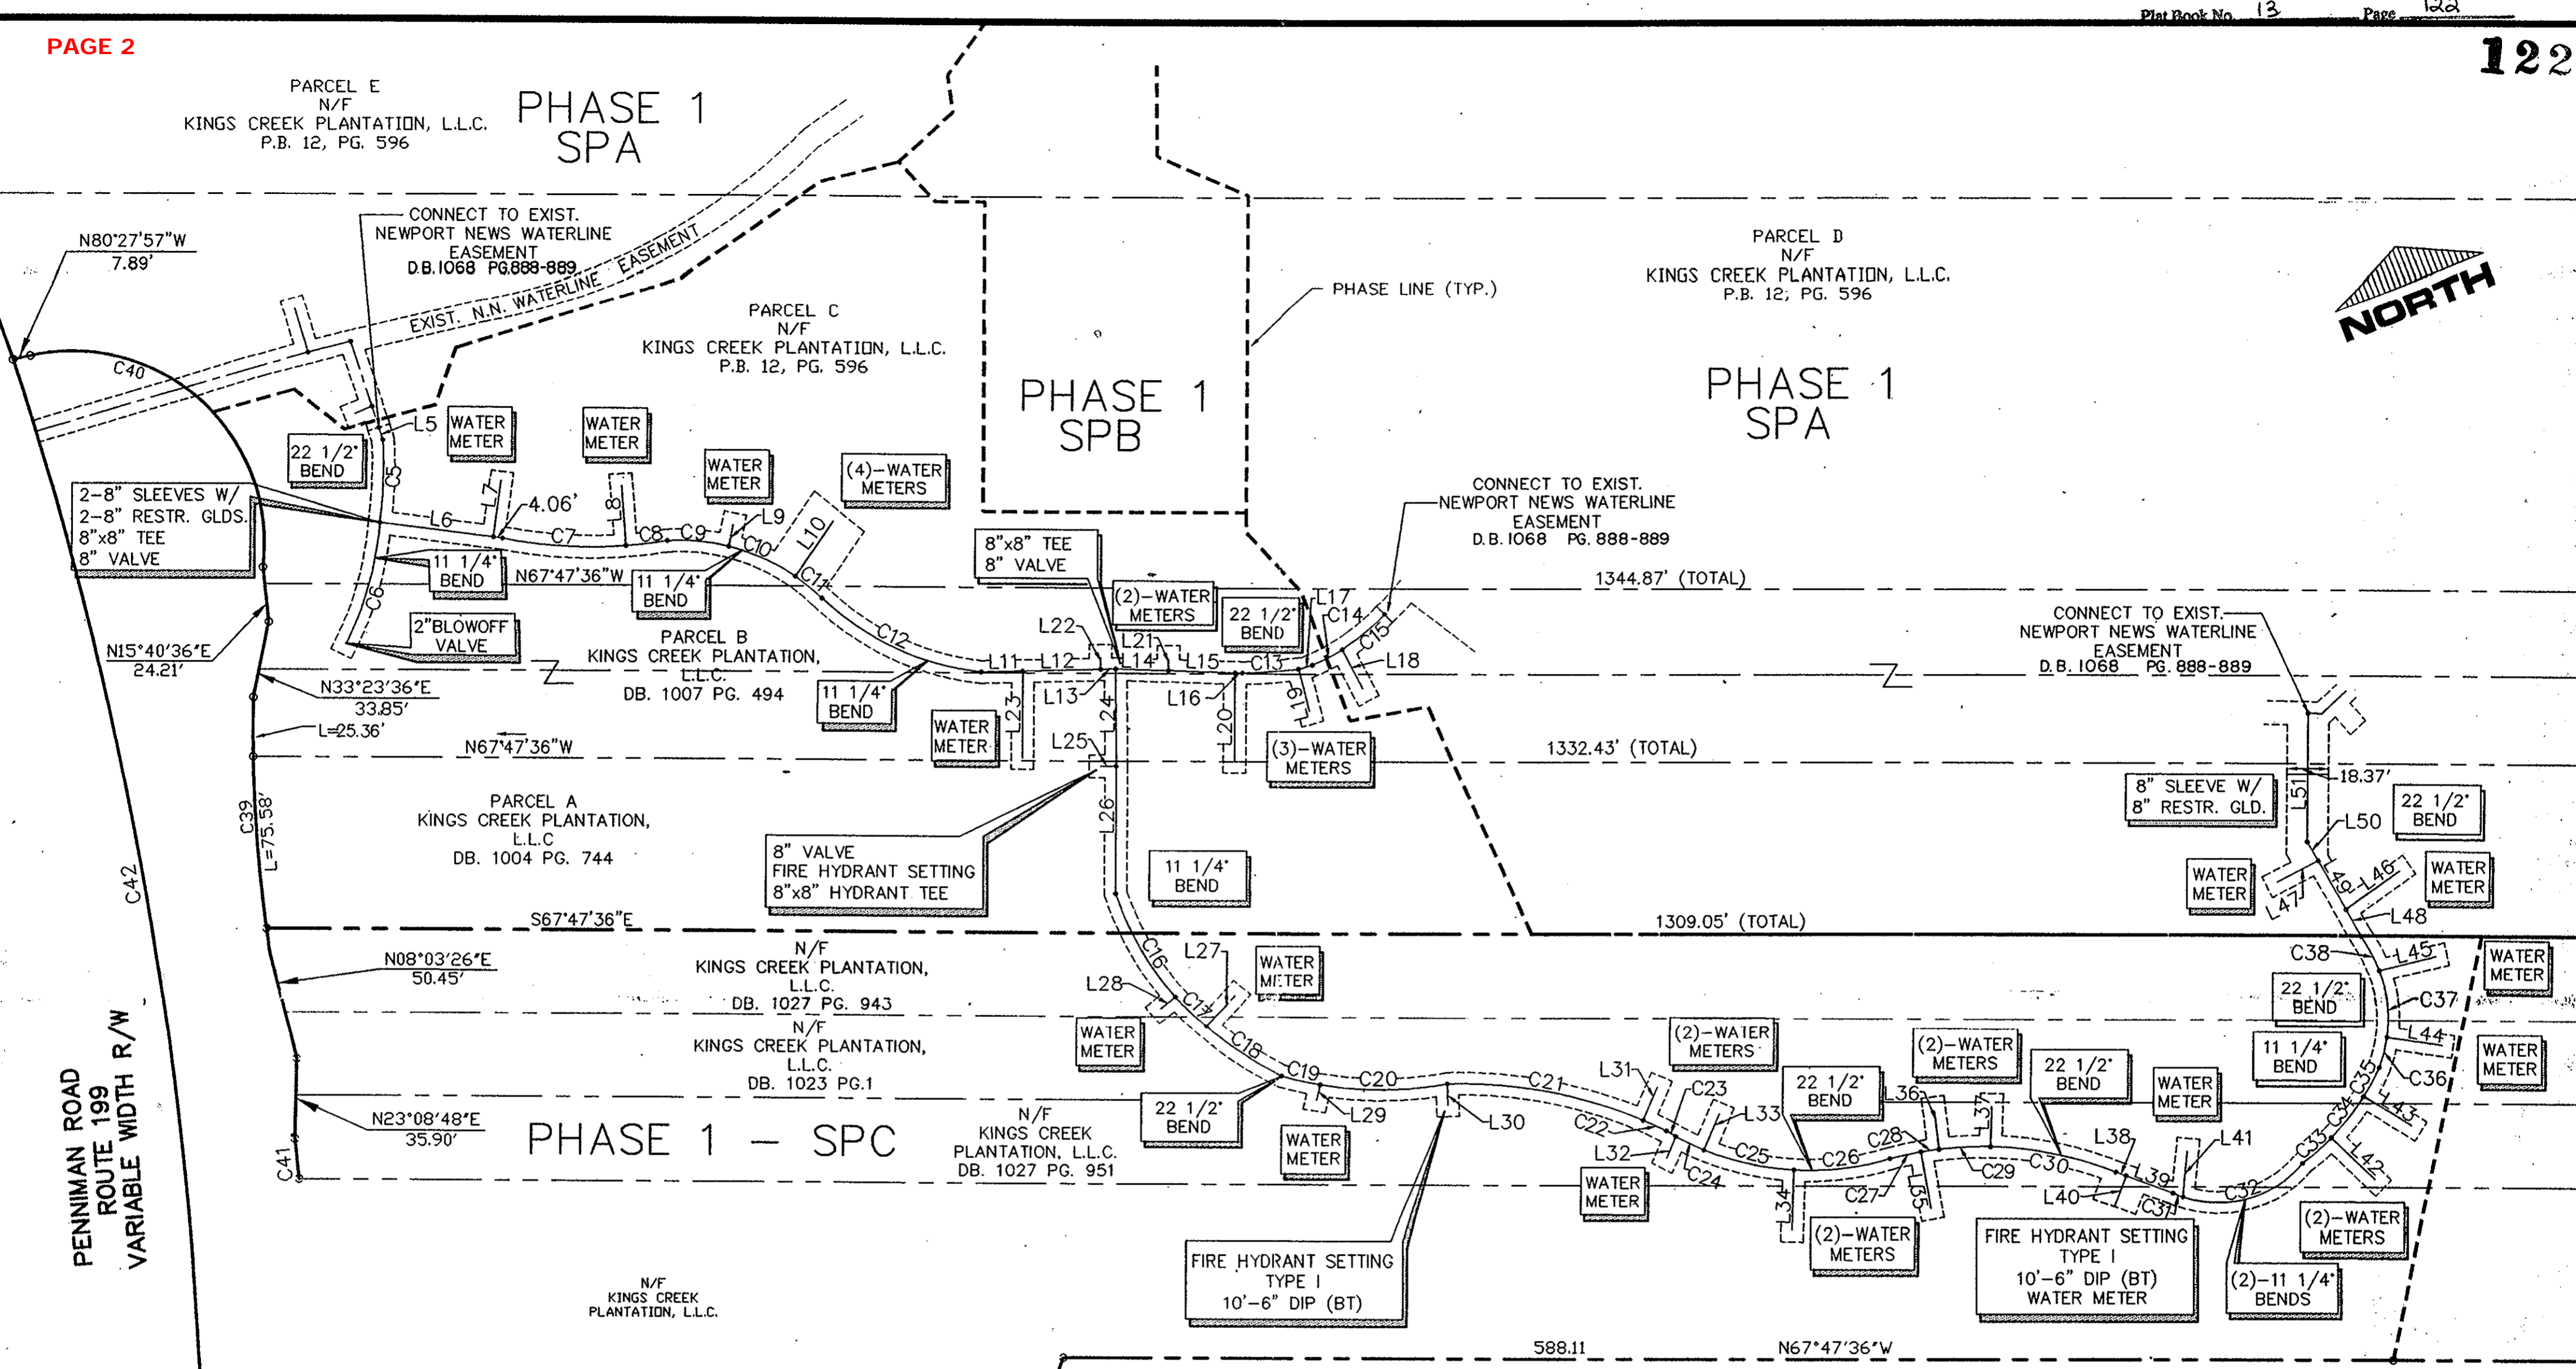 Plat Book No. 13 Page 122
122
PAGE 2
PARCEL E
N/F
KINGS CREEK PLANTATION, L.L.C.
P.B. 12, PG. 596
PHASE 1
SPA
CONNECT TO EXIST.
NEWPORT NEWS WATERLINE
EASEMENT
D.B.1068 PG.888-889
N80°27'57"W
7.89'
EXIST. N.N. WATERLINE EASEMENT
PARCEL C
N/F
KINGS CREEK PLANTATION, L.L.C.
P.B. 12, PG. 596
PHASE LINE (TYP.)
PARCEL D
N/F
KINGS CREEK PLANTATION, L.L.C.
P.B. 12, PG. 596
NORTH
PHASE 1
SPB
PHASE 1
SPA
C40
L5
22 1/2°
BEND
WATER
METER
WATER
METER
WATER
METER
(4)-WATER
METERS
2-8" SLEEVES W/
2-8" RESTR. GLDS.
8"x8" TEE
8" VALVE
C5
L6
L7
4.06'
C7
L8
C8
C9
L9
C10
L10
C11
11 1/4°
BEND
N67°47'36"W
11 1/4°
BEND
C6
2"BLOWOFF
VALVE
C12
8"x8" TEE
8" VALVE
(2)-WATER
METERS
22 1/2°
BEND
CONNECT TO EXIST.
NEWPORT NEWS WATERLINE
EASEMENT
D.B.1068 PG. 888-889
1344.87' (TOTAL)
L17
C14
C15
L18
L22
L21
L11
L12
L14
L15
C13
L13
L16
L19
L20
L23
L24
PARCEL B
KINGS CREEK PLANTATION,
L.L.C.
DB. 1007 PG. 494
11 1/4°
BEND
WATER
METER
(3)-WATER
METERS
N15°40'36"E
24.21'
N33°23'36"E
33.85'
L=25.36'
N67°47'36"W
1332.43' (TOTAL)
CONNECT TO EXIST.
NEWPORT NEWS WATERLINE
EASEMENT
D.B.1068 PG. 888-889
L25
L26
PARCEL A
KINGS CREEK PLANTATION,
L.L.C
DB. 1004 PG. 744
C39
L=75.58'
8" VALVE
FIRE HYDRANT SETTING
8"x8" HYDRANT TEE
11 1/4°
BEND
8" SLEEVE W/
8" RESTR. GLD.
18.37'
L51
L50
22 1/2°
BEND
WATER
METER
WATER
METER
L47
49
L46
L48
C42
S67°47'36"E
1309.05' (TOTAL)
N08°03'26"E
50.45'
N/F
KINGS CREEK PLANTATION,
L.L.C.
DB. 1027 PG. 943
N/F
KINGS CREEK PLANTATION,
L.L.C.
DB. 1023 PG.1
C16
L27
L28
C17
C18
WATER
METER
WATER
METER
C38
L45
WATER
METER
22 1/2°
BEND
C37
L44
11 1/4°
BEND
WATER
METER
C36
C35
L43
C34
C33
L42
PENNIMAN ROAD
ROUTE 199
VARIABLE WIDTH R/W
N23°08'48"E
35.90'
C41
PHASE 1 - SPC
N/F
KINGS CREEK
PLANTATION, L.L.C.
DB. 1027 PG. 951
22 1/2°
BEND
C19
C20
L29
L30
WATER
METER
C21
L31
(2)-WATER
METERS
C22
C23
L32
L33
C24
C25
WATER
METER
22 1/2°
BEND
(2)-WATER
METERS
L34
C26
C27
C28
L35
L36
L37
C29
22 1/2°
BEND
WATER
METER
C30
L38
L39
L40
L41
C31
C32
(2)-WATER
METERS
(2)-WATER
METERS
FIRE HYDRANT SETTING
TYPE I
10'-6" DIP (BT)
FIRE HYDRANT SETTING
TYPE I
10'-6" DIP (BT)
WATER METER
(2)-11 1/4°
BENDS
N/F
KINGS CREEK
PLANTATION, L.L.C.
588.11 N67°47'36"W